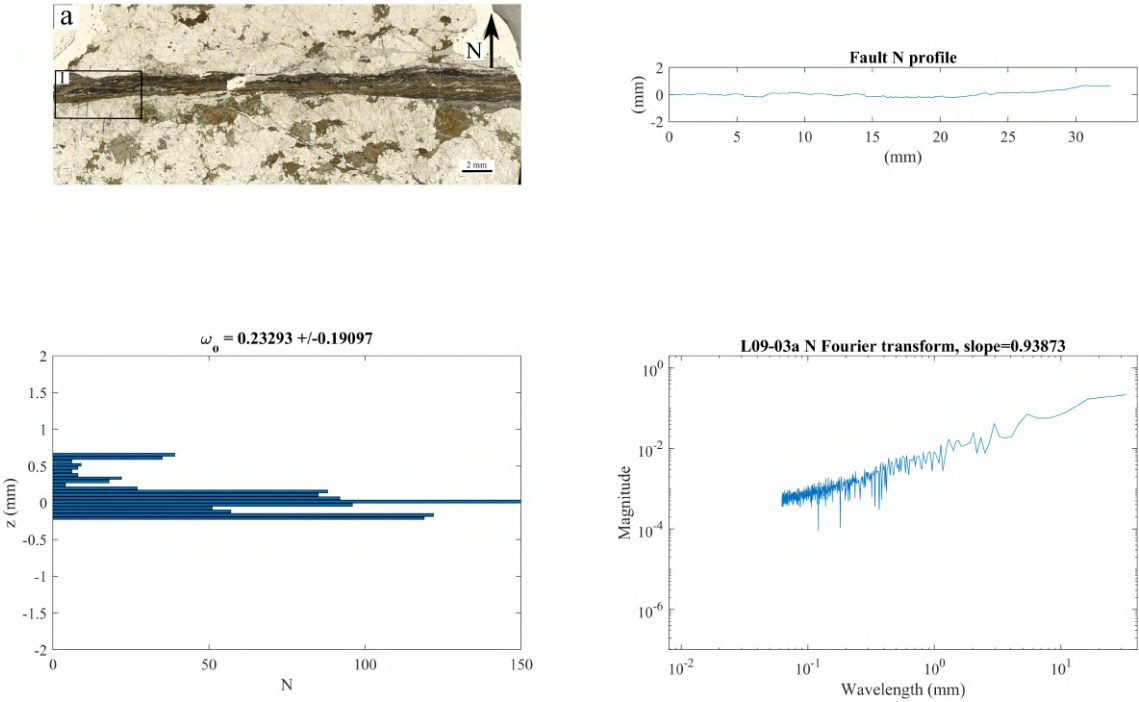 a
N
1
2 mm
Fault N profile
2
0
-2
(mm)
0 5 10 15 20 25 30
(mm)
ωo = 0.23293 +/-0.19097
2
1.5
1
0.5
0
-0.5
-1
-1.5
-2
z (mm)
0 50 100 150
N
L09-03a N Fourier transform, slope=0.93873
10^0
10^-2
10^-4
10^-6
Magnitude
10^-2 10^-1 10^0 10^1
Wavelength (mm)